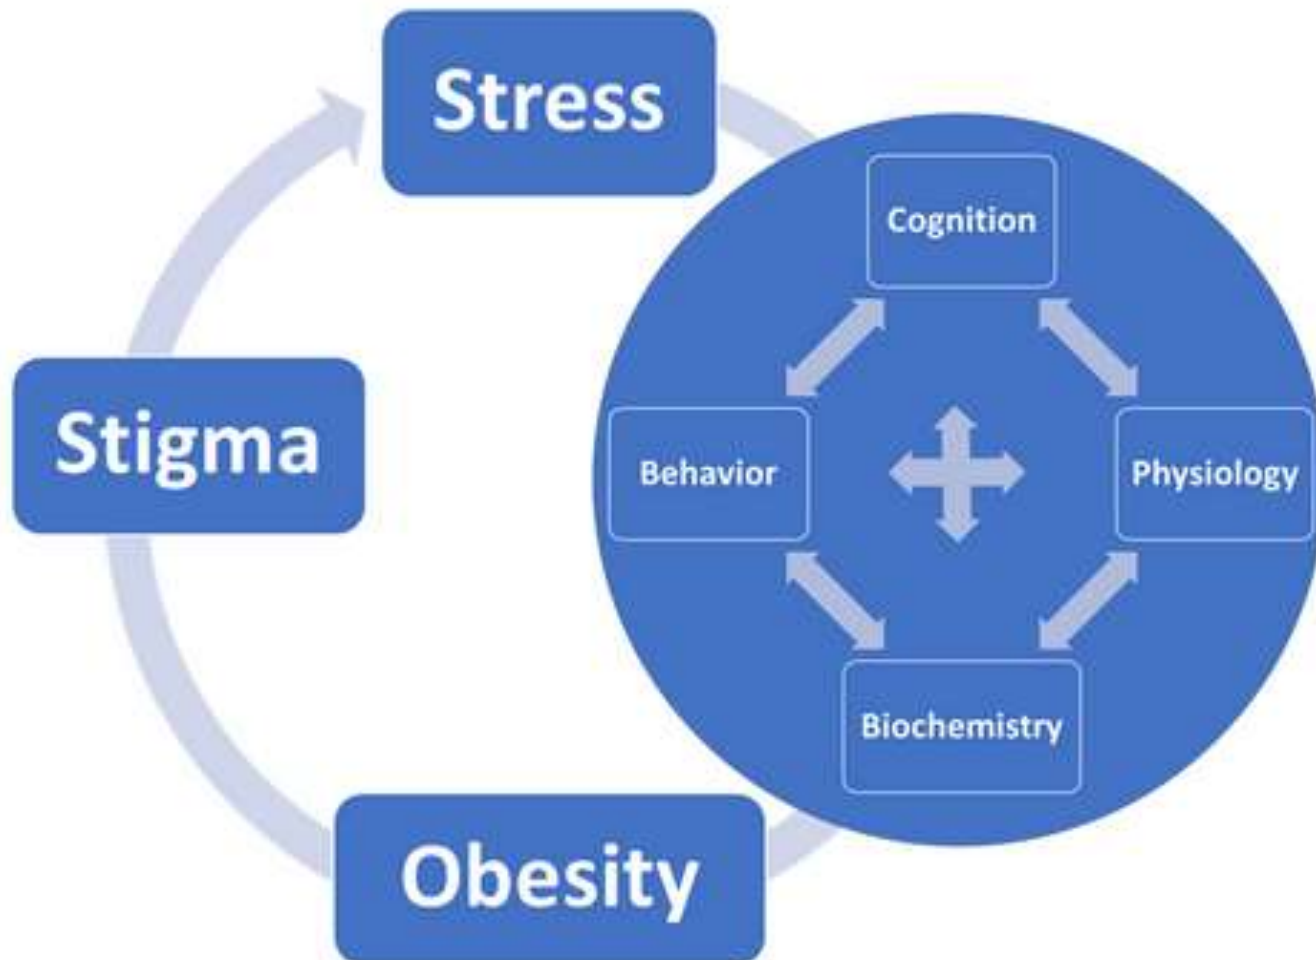 Stress
Cognition
Stigma
Behavior
Physiology
Biochemistry
Obesity